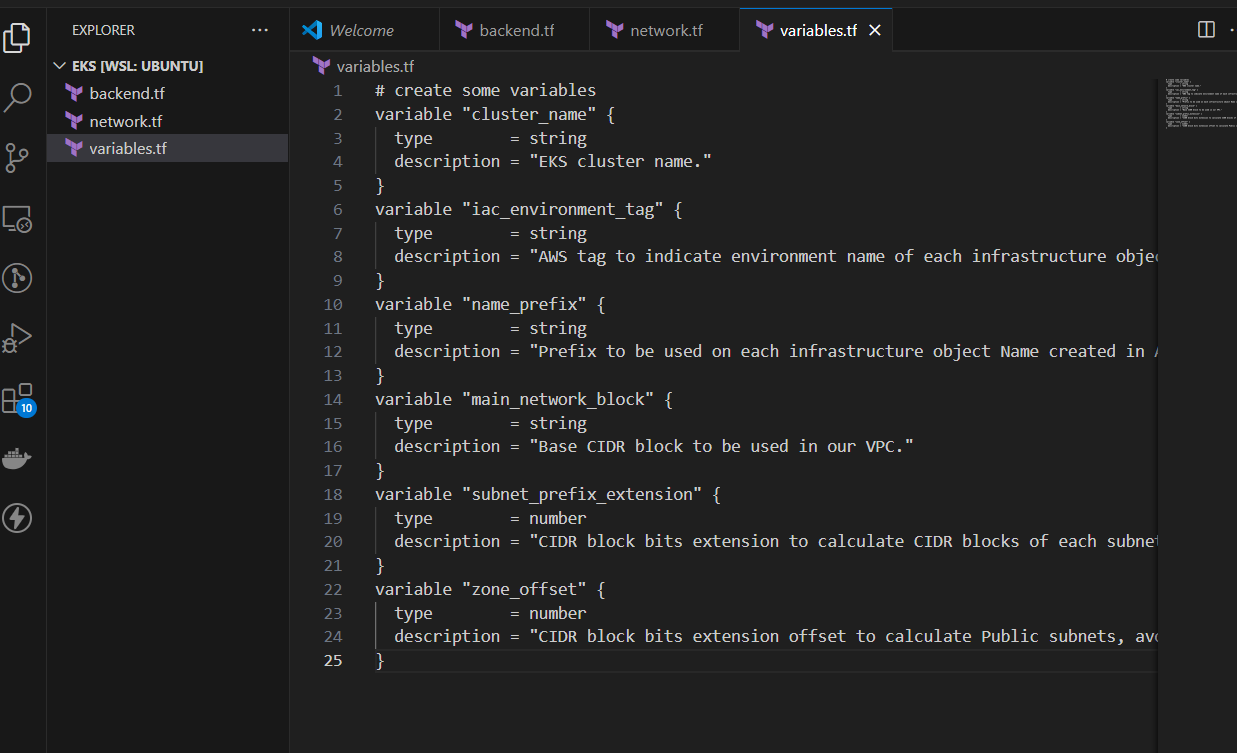 EXPLORER
EKS [WSL: UBUNTU]
backend.tf
network.tf
variables.tf
10
Welcome
backend.tf
network.tf
variables.tf
variables.tf
1 # create some variables
2 variable "cluster_name" {
3 type        = string
4 description = "EKS cluster name."
5 }
6 variable "iac_environment_tag" {
7 type        = string
8 description = "AWS tag to indicate environment name of each infrastructure obje
9 }
10 variable "name_prefix" {
11 type        = string
12 description = "Prefix to be used on each infrastructure object Name created in
13 }
14 variable "main_network_block" {
15 type        = string
16 description = "Base CIDR block to be used in our VPC."
17 }
18 variable "subnet_prefix_extension" {
19 type        = number
20 description = "CIDR block bits extension to calculate CIDR blocks of each subne
21 }
22 variable "zone_offset" {
23 type        = number
24 description = "CIDR block bits extension offset to calculate Public subnets, av
25 }